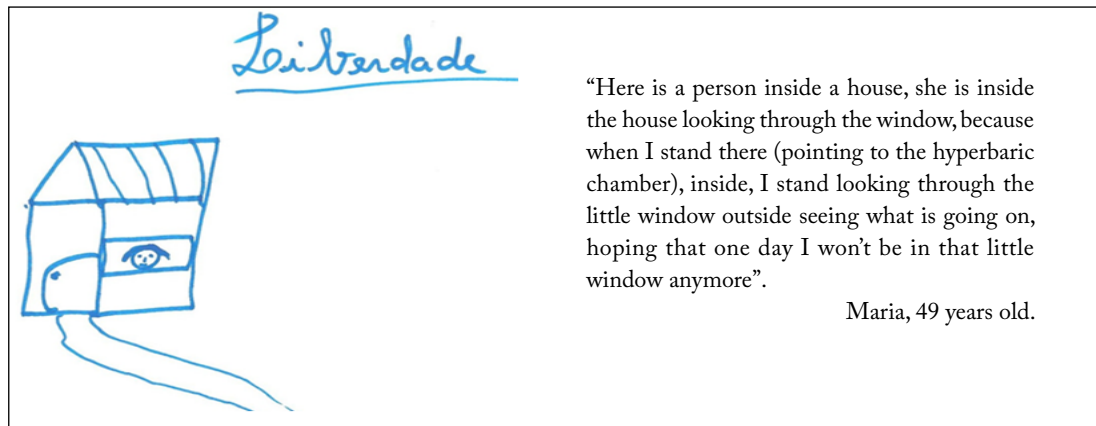 Leiberdade
“Here is a person inside a house, she is inside
the house looking through the window, because
when I stand there (pointing to the hyperbaric
chamber), inside, I stand looking through the
little window outside seeing what is going on,
hoping that one day I won’t be in that little
window anymore”.
Maria, 49 years old.